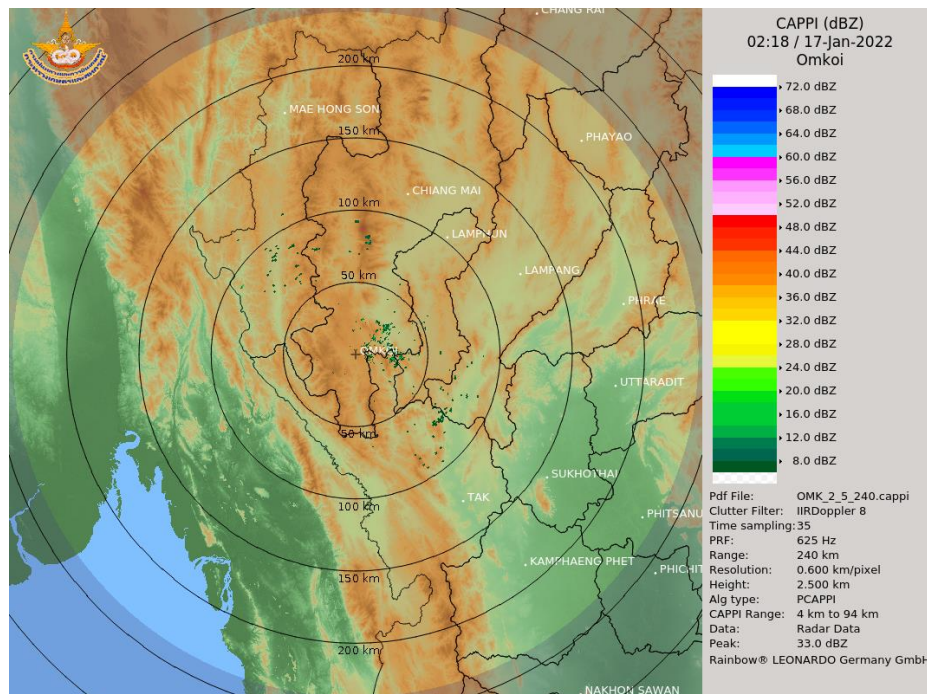 CAPPI (dBZ)
02:18 / 17-Jan-2022
Omkoi
72.0 dBZ
68.0 dBZ
64.0 dBZ
60.0 dBZ
56.0 dBZ
52.0 dBZ
48.0 dBZ
44.0 dBZ
40.0 dBZ
36.0 dBZ
32.0 dBZ
28.0 dBZ
24.0 dBZ
20.0 dBZ
16.0 dBZ
12.0 dBZ
8.0 dBZ
Pdf File: OMK_2_5_240.cappi
Clutter Filter: IIRDoppler 8
Time sampling:35
PRF: 625 Hz
Range: 240 km
Resolution: 0.600 km/pixel
Height: 2.500 km
Alg type: PCAPPI
CAPPI Range: 4 km to 94 km
Data: Radar Data
Peak: 33.0 dBZ
Rainbow® LEONARDO Germany GmbH
CHANG RAI
200 km
MAE HONG SON
150 km
PHAYAO
CHIANG MAI
100 km
LAMPHUN
LAMPANG
50 km
PHRAE
OMKOI
UTTARADIT
50 km
SUKHOTHAI
TAK
100 km
PHITSANU
KAMPHAENG PHET
PHICHIT
150 km
200 km
NAKHON SAWAN